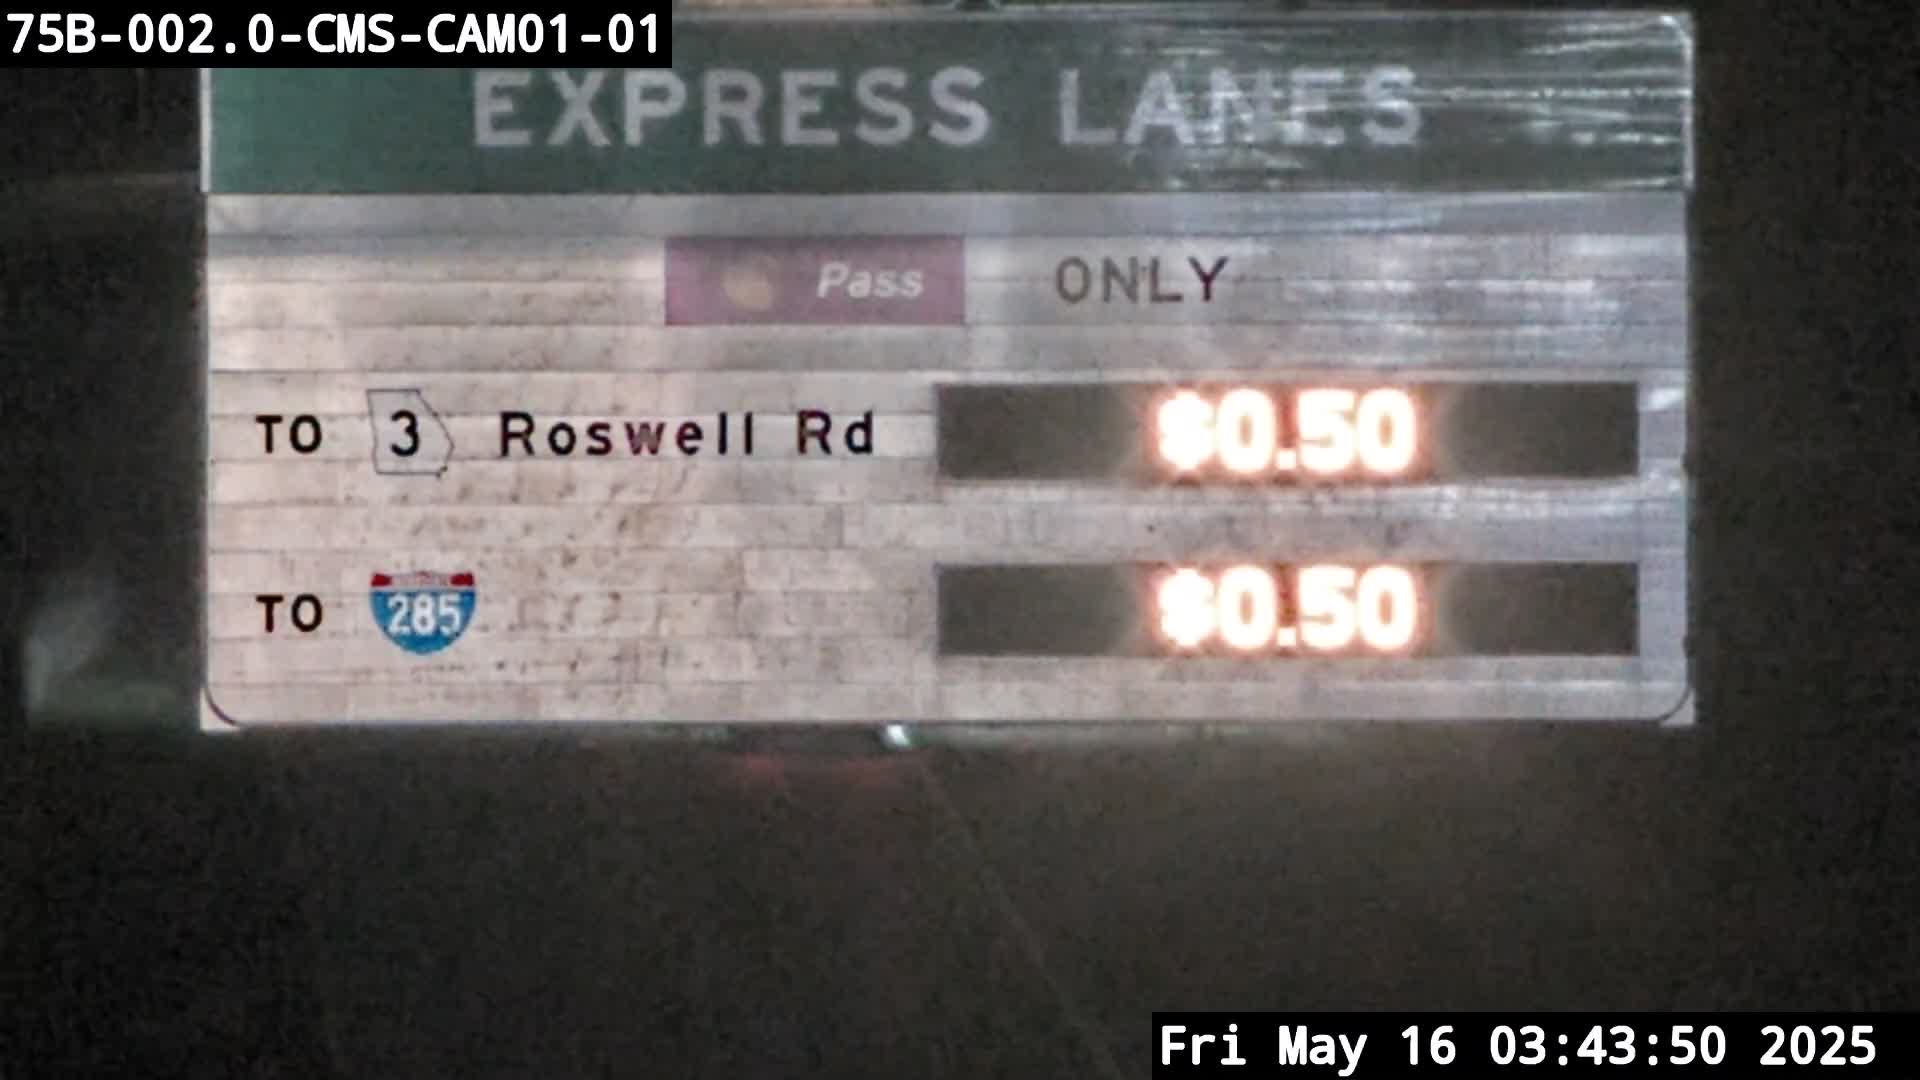 75B-002.0-CMS-CAM01-01
EXPRESS LANES
Pass ONLY
TO 3 Roswell Rd $0.50
TO 285 $0.50
Fri May 16 03:43:50 2025